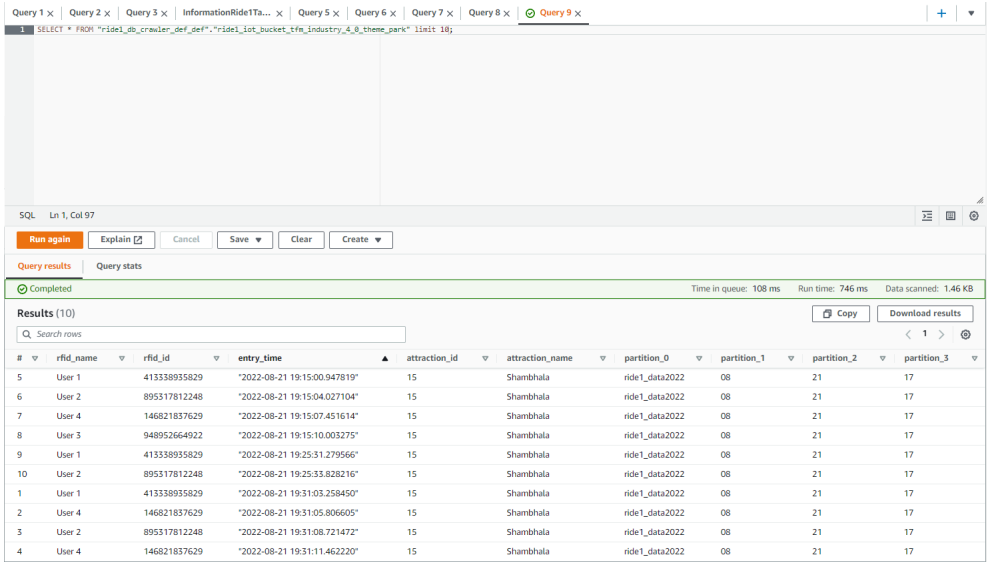 Query 1 × Query 2 × Query 3 × InformationRide1Ta... × Query 5 × Query 6 × Query 7 × Query 8 × Query 9 × + ▼
1 SELECT * FROM "ride1_db_crawler_def_def"."ride1_iot_bucket_tfm_industry_4_0_theme_park" limit 10;
SQL Ln 1, Col 97
Run again Explain Cancel Save ▼ Clear Create ▼
Query results Query stats
Completed Time in queue: 108 ms Run time: 746 ms Data scanned: 1.46 KB
Results (10) Copy Download results
Search rows < 1 >
# rfid_name rfid_id entry_time attraction_id attraction_name partition_0 partition_1 partition_2 partition_3
5 User 1 413338935829 "2022-08-21 19:15:00.947819" 15 Shambhala ride1_data2022 08 21 17
6 User 2 895317812248 "2022-08-21 19:15:04.027104" 15 Shambhala ride1_data2022 08 21 17
7 User 4 146821837629 "2022-08-21 19:15:07.451614" 15 Shambhala ride1_data2022 08 21 17
8 User 3 948952664922 "2022-08-21 19:15:10.003275" 15 Shambhala ride1_data2022 08 21 17
9 User 1 413338935829 "2022-08-21 19:25:31.279566" 15 Shambhala ride1_data2022 08 21 17
10 User 2 895317812248 "2022-08-21 19:25:33.828216" 15 Shambhala ride1_data2022 08 21 17
1 User 1 413338935829 "2022-08-21 19:31:03.258450" 15 Shambhala ride1_data2022 08 21 17
2 User 4 146821837629 "2022-08-21 19:31:05.806605" 15 Shambhala ride1_data2022 08 21 17
3 User 2 895317812248 "2022-08-21 19:31:08.721472" 15 Shambhala ride1_data2022 08 21 17
4 User 4 146821837629 "2022-08-21 19:31:11.462220" 15 Shambhala ride1_data2022 08 21 17